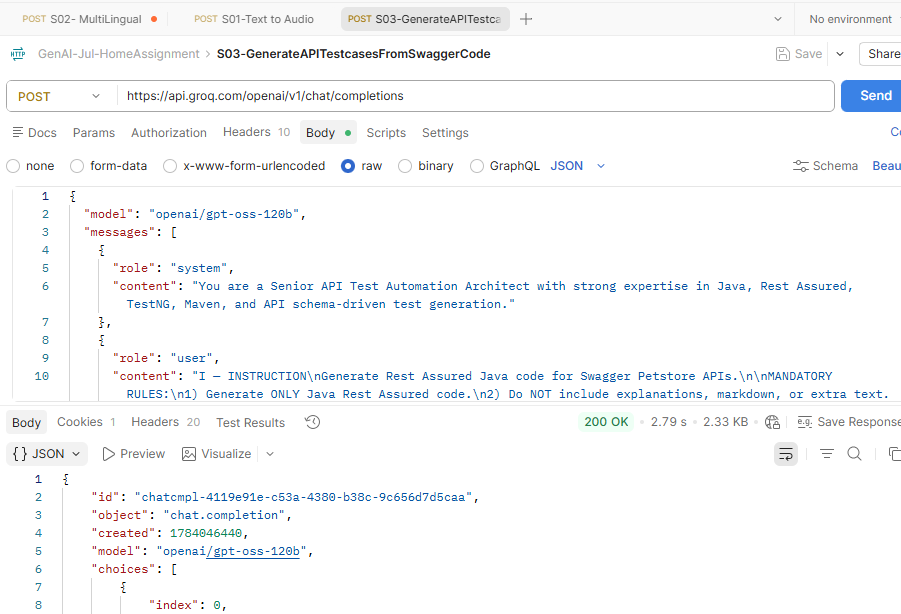 POST S02- MultiLingual POST S01-Text to Audio POST S03-GenerateAPITestca No environment
HTTP GenAI-Jul-HomeAssignment > S03-GenerateAPITestcasesFromSwaggerCode Save Share
POST https://api.groq.com/openai/v1/chat/completions Send
Docs Params Authorization Headers 10 Body Scripts Settings Co
none form-data x-www-form-urlencoded raw binary GraphQL JSON Schema Beau
1 {
2 "model": "openai/gpt-oss-120b",
3 "messages": [
4 {
5 "role": "system",
6 "content": "You are a Senior API Test Automation Architect with strong expertise in Java, Rest Assured,
TestNG, Maven, and API schema-driven test generation."
7 },
8 {
9 "role": "user",
10 "content": "I — INSTRUCTION\nGenerate Rest Assured Java code for Swagger Petstore APIs.\n\nMANDATORY
RULES:\n1) Generate ONLY Java Rest Assured code.\n2) Do NOT include explanations, markdown, or extra text.
Body Cookies 1 Headers 20 Test Results 200 OK • 2.79 s • 2.33 KB • e.g. Save Response
{} JSON Preview Visualize
1 {
2 "id": "chatcmpl-4119e91e-c53a-4380-b38c-9c656d7d5caa",
3 "object": "chat.completion",
4 "created": 1784046440,
5 "model": "openai/gpt-oss-120b",
6 "choices": [
7 {
8 "index": 0,